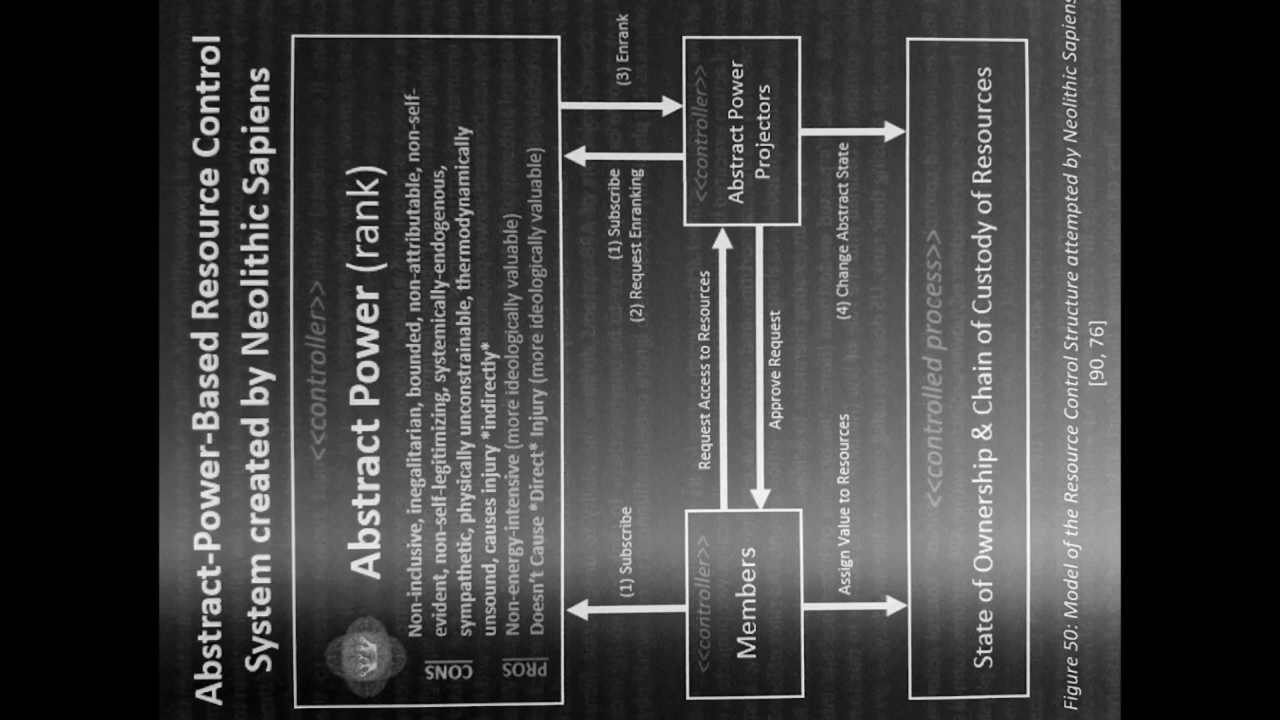 Abstract-Power-Based Resource Control
System created by Neolithic Sapiens
<<controller>>
Abstract Power (rank)
CONS
Non-inclusive, inegalitarian, bounded, non-attributable, non-self-
evident, non-self-legitimizing, systemically-endogenous,
sympathetic, physically unconstrainable, thermodynamically
unsound, causes injury *indirectly*
PROS
Non-energy-intensive (more ideologically valuable)
Doesn't Cause *Direct* Injury (more ideologically valuable)
(1) Subscribe
(1) Subscribe
(2) Request Enranking
(3) Enrank
<<controller>>
Members
Request Access to Resources
Approve Request
<<controller>>
Abstract Power
Projectors
Assign Value to Resources
(4) Change Abstract State
<<controlled process>>
State of Ownership & Chain of Custody of Resources
Figure 50: Model of the Resource Control Structure attempted by Neolithic Sapiens
[90, 76]